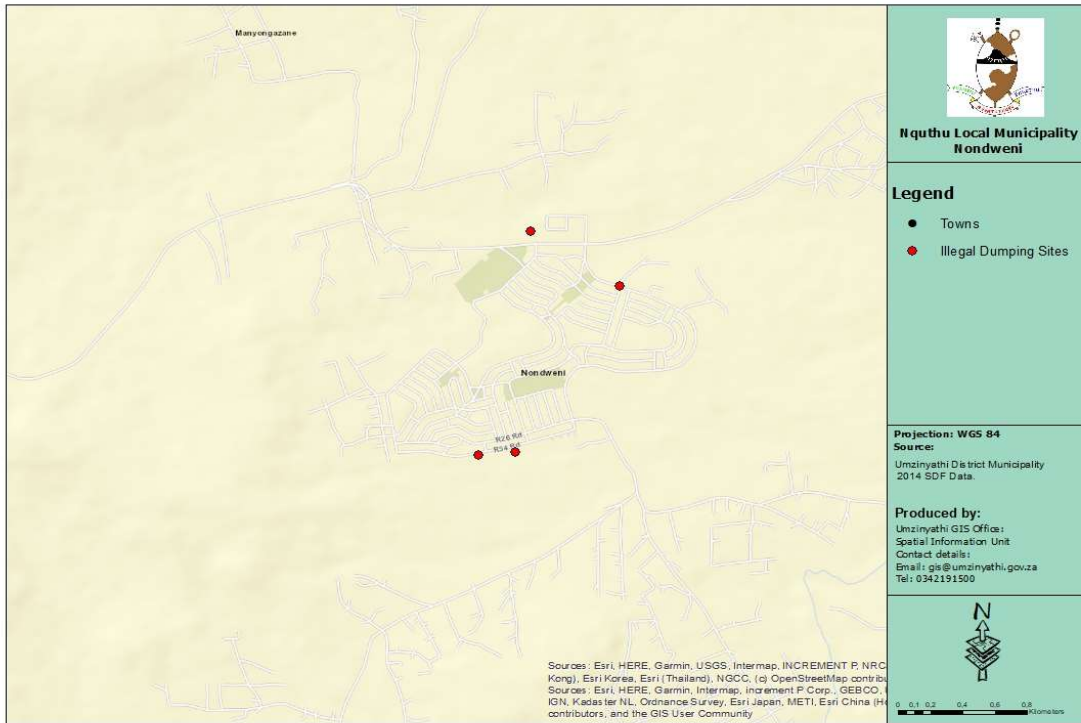 Manyongazane
Nondweni
R26 Rd
R34 Rd
Sources: Esri, HERE, Garmin, USGS, Intermap, INCREMENT P, NRC
Kong), Esri Korea, Esri (Thailand), NGCC, (c) OpenStreetMap contribu
Sources: Esri, HERE, Garmin, Intermap, increment P Corp., GEBCO,
IGN, Kadaster NL, Ordnance Survey, Esri Japan, METI, Esri China (H
contributors, and the GIS User Community
Nquthu Local Municipality
Nondweni
Legend
Towns
Illegal Dumping Sites
Projection: WGS 84
Source:
Umzinyathi District Municipality
2014 SDF Data.
Produced by:
Umzinyathi GIS Office:
Spatial Information Unit
Contact details:
Email: gis@umzinyathi.gov.za
Tel: 0342191500
N
0 0,1 0,2 0,4 0,6 0,8
Kilometers